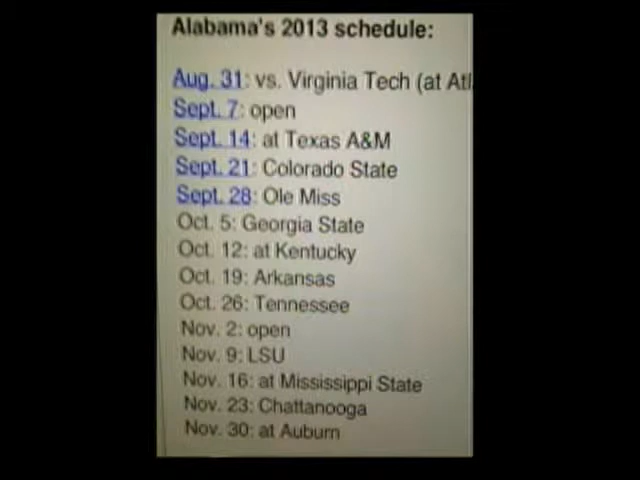 Alabama's 2013 schedule:
Aug. 31: vs. Virginia Tech (at Atl
Sept. 7: open
Sept. 14: at Texas A&M
Sept. 21: Colorado State
Sept. 28: Ole Miss
Oct. 5: Georgia State
Oct. 12: at Kentucky
Oct. 19: Arkansas
Oct. 26: Tennessee
Nov. 2: open
Nov. 9: LSU
Nov. 16: at Mississippi State
Nov. 23: Chattanooga
Nov. 30: at Auburn